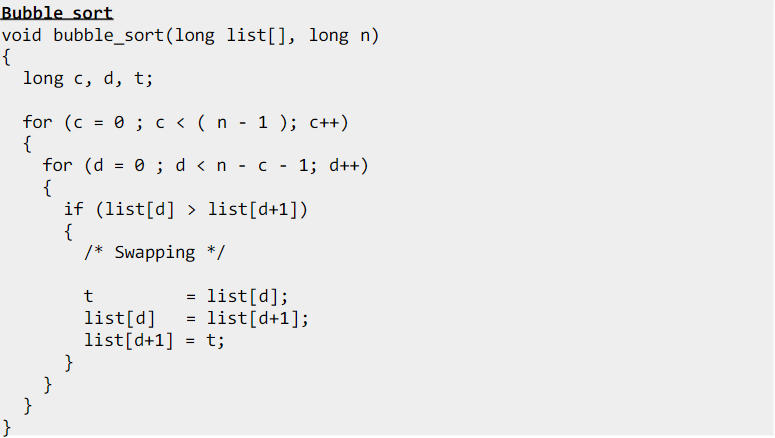 Bubble sort
void bubble_sort(long list[], long n)
{
  long c, d, t;

  for (c = 0 ; c < ( n - 1 ); c++)
  {
    for (d = 0 ; d < n - c - 1; d++)
    {
      if (list[d] > list[d+1])
      {
        /* Swapping */

        t         = list[d];
        list[d]   = list[d+1];
        list[d+1] = t;
      }
    }
  }
}